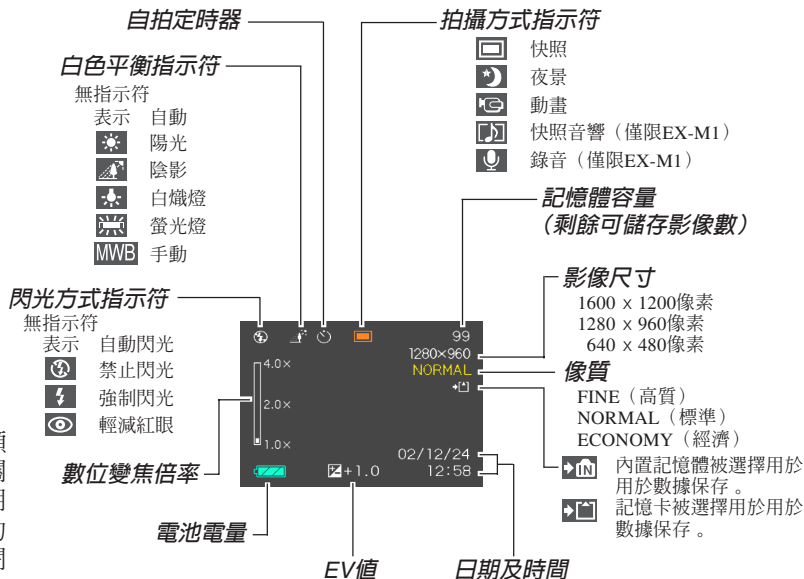 自拍定時器
拍攝方式指示符
快照
夜景
動畫
快照音響（僅限EX-M1）
錄音（僅限EX-M1）
白色平衡指示符
無指示符
表示 自動
陽光
陰影
白熾燈
螢光燈
MWB 手動
記憶體容量
（剩餘可儲存影像數）
影像尺寸
1600 x 1200像素
1280 x 960像素
640 x 480像素
閃光方式指示符
無指示符
表示 自動閃光
禁止閃光
強制閃光
輕減紅眼
99
1280×960
NORMAL
4.0×
2.0×
1.0×
02/12/24
+1.0 12:58
像質
FINE（高質）
NORMAL（標準）
ECONOMY（經濟）
IN 內置記憶體被選擇用於
用於數據保存。
記憶卡被選擇用於用於
數據保存。
數位變焦倍率
電池電量
EV值
日期及時間